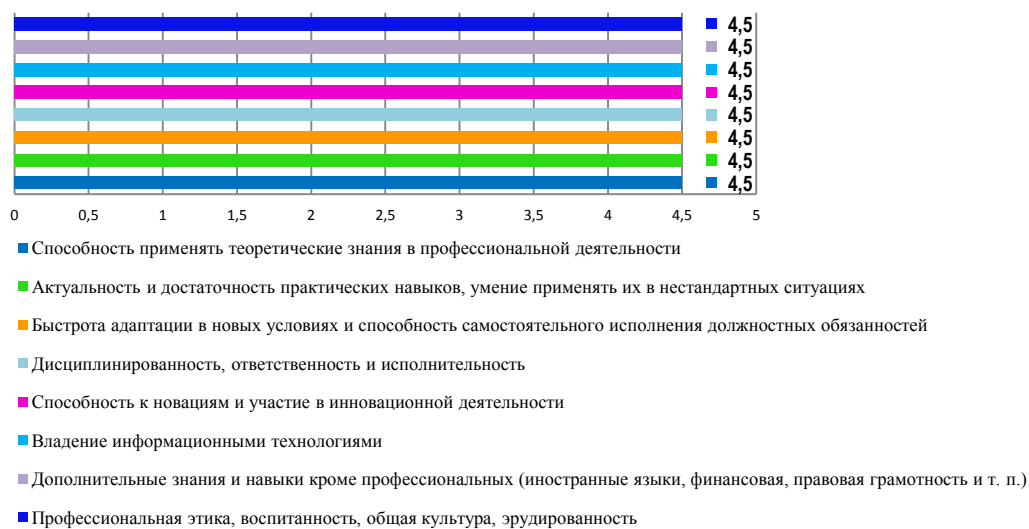 4,5
4,5
4,5
4,5
4,5
4,5
4,5
4,5
0 0,5 1 1,5 2 2,5 3 3,5 4 4,5 5
Способность применять теоретические знания в профессиональной деятельности
Актуальность и достаточность практических навыков, умение применять их в нестандартных ситуациях
Быстрота адаптации в новых условиях и способность самостоятельного исполнения должностных обязанностей
Дисциплинированность, ответственность и исполнительность
Способность к новациям и участие в инновационной деятельности
Владение информационными технологиями
Дополнительные знания и навыки кроме профессиональных (иностранные языки, финансовая, правовая грамотность и т. п.)
Профессиональная этика, воспитанность, общая культура, эрудированность